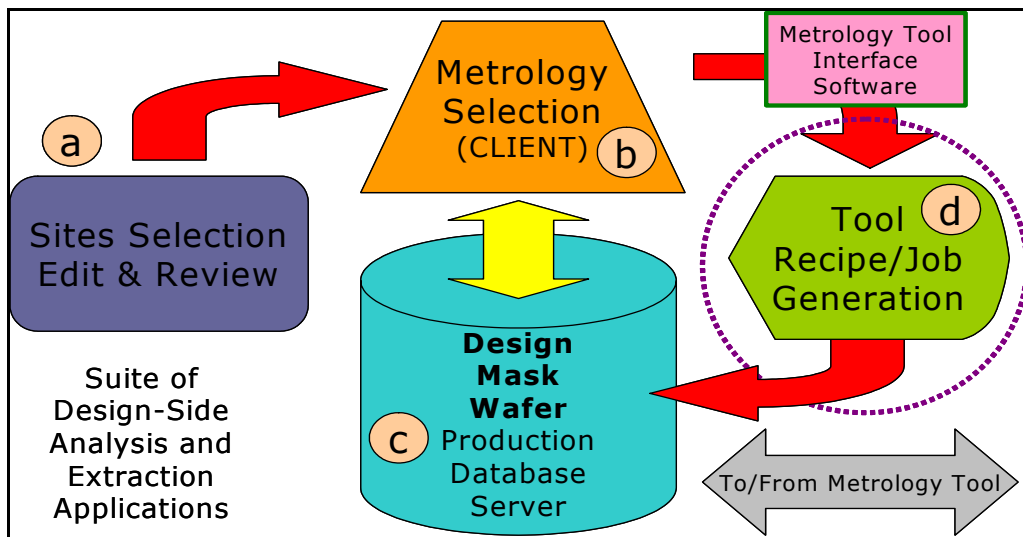 a
Sites Selection
Edit & Review
Suite of
Design-Side
Analysis and
Extraction
Applications
Metrology
Selection
(CLIENT)
b
Design
Mask
Wafer
Production
Database
Server
c
Metrology Tool
Interface
Software
d
Tool
Recipe/Job
Generation
To/From Metrology Tool